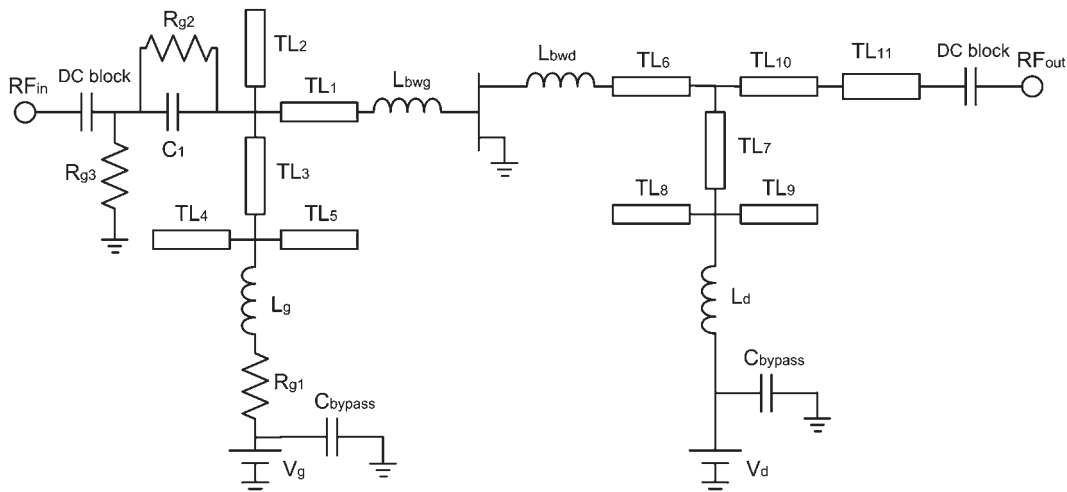 Rg2
TL2
RFin
DC block
C1
Rg3
TL1
Lbwg
TL3
TL4
TL5
Lg
Rg1
Cbypass
Vg
Lbwd
TL6
TL10
TL11
DC block
RFout
TL7
TL8
TL9
Ld
Cbypass
Vd